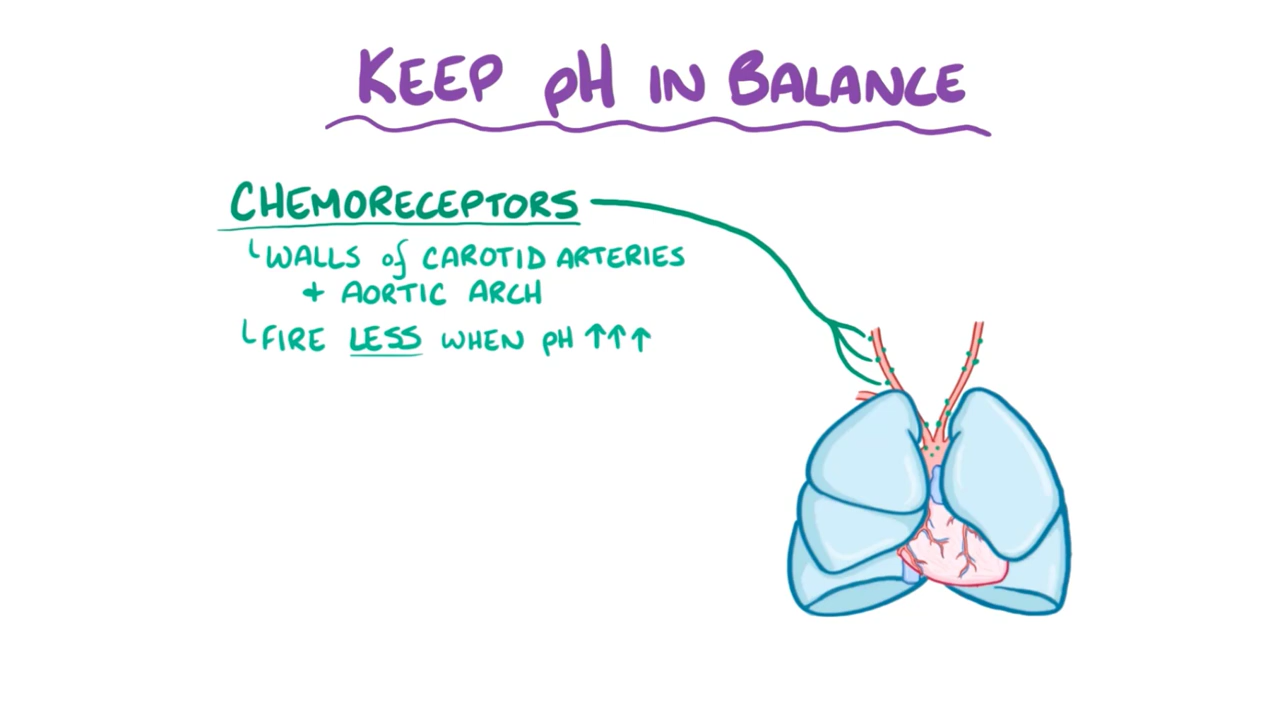 KEEP pH IN BALANCE
CHEMORECEPTORS
WALLS of CAROTID ARTERIES
+ AORTIC ARCH
FIRE LESS WHEN pH ↑↑↑